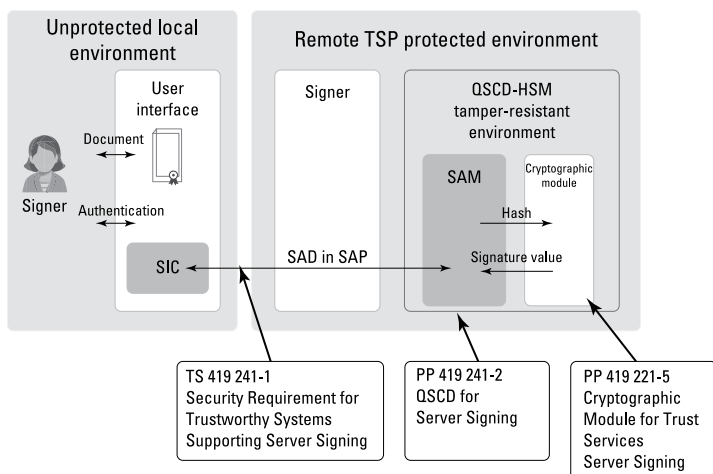 Unprotected local
environment
Remote TSP protected environment
User
interface
Signer
QSCD-HSM
tamper-resistant
environment
Document
Signer
Authentication
SIC
SAD in SAP
SAM
Cryptographic
module
Hash
Signature value
TS 419 241-1
Security Requirement for
Trustworthy Systems
Supporting Server Signing
PP 419 241-2
QSCD for
Server Signing
PP 419 221-5
Cryptographic
Module for Trust
Services
Server Signing